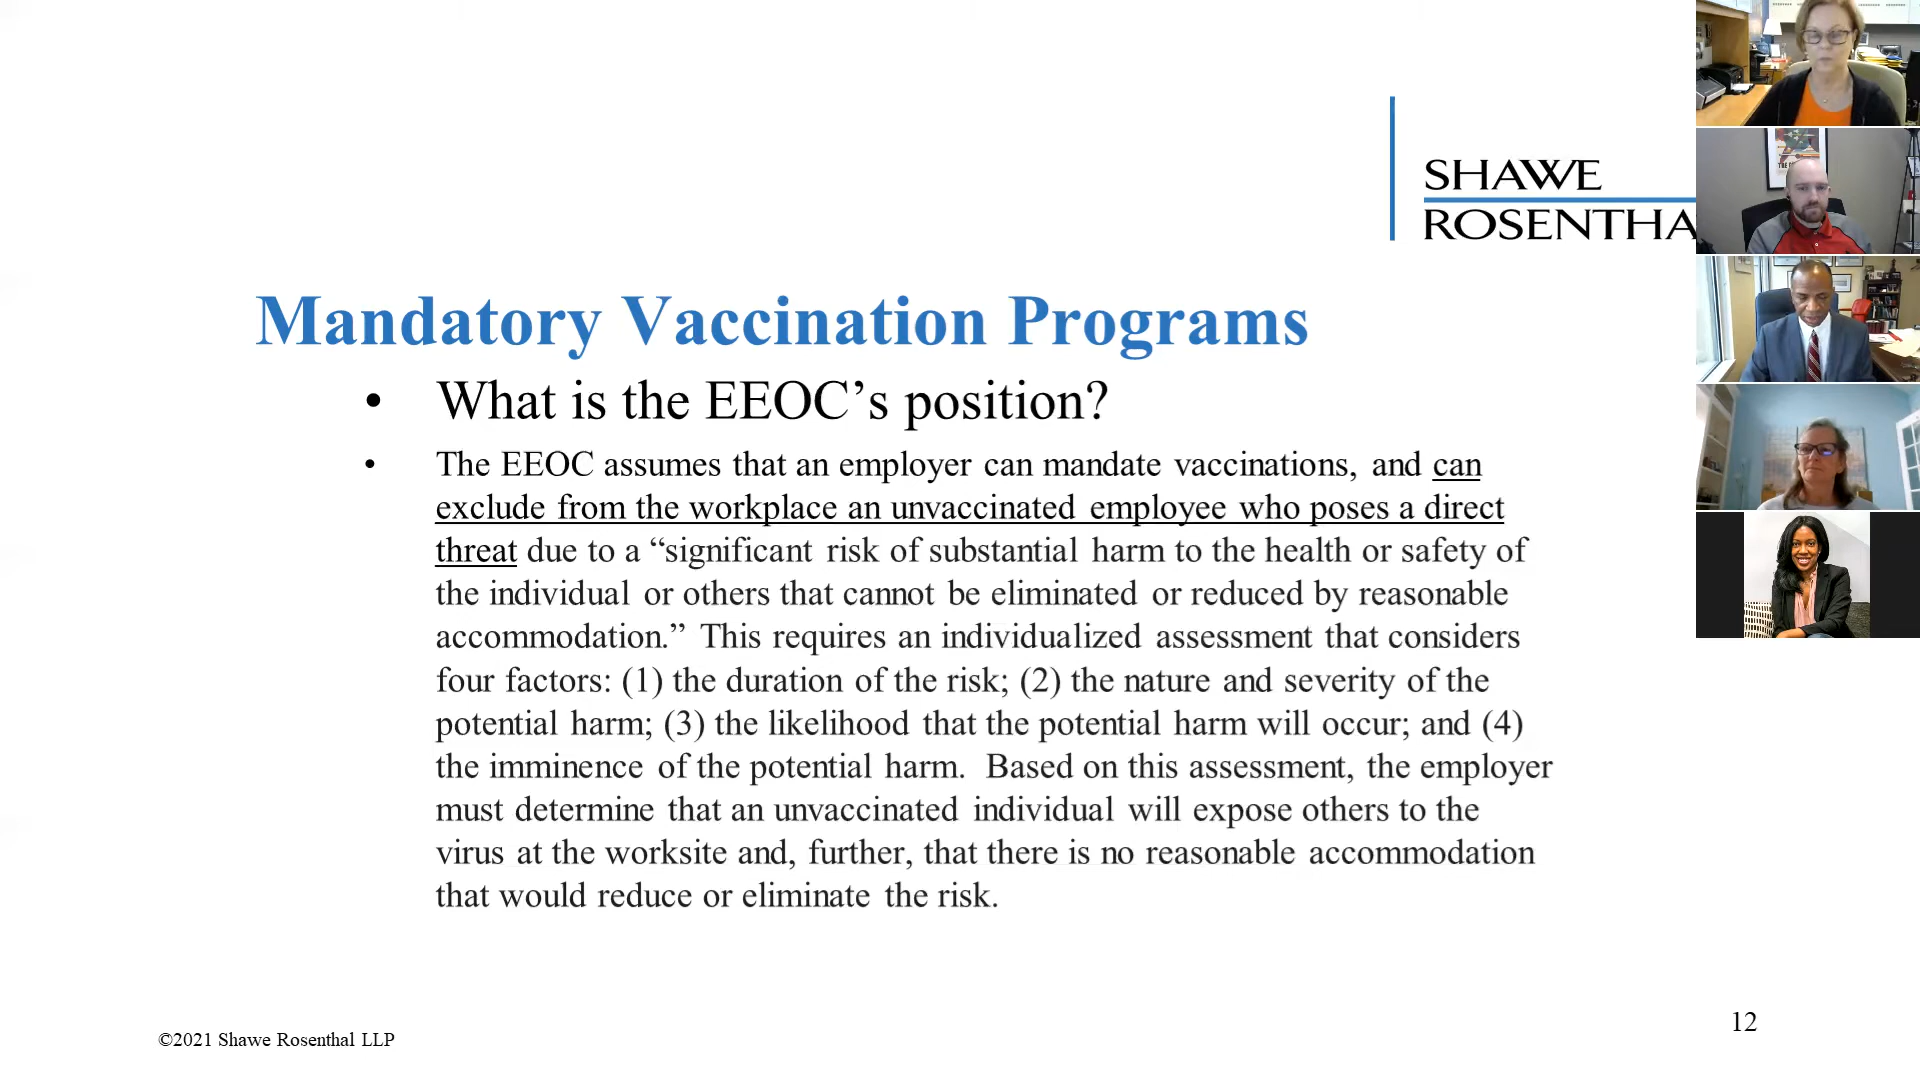 SHAWE
ROSENTHA
Mandatory Vaccination Programs
• What is the EEOC’s position?
• The EEOC assumes that an employer can mandate vaccinations, and can
exclude from the workplace an unvaccinated employee who poses a direct
threat due to a “significant risk of substantial harm to the health or safety of
the individual or others that cannot be eliminated or reduced by reasonable
accommodation.” This requires an individualized assessment that considers
four factors: (1) the duration of the risk; (2) the nature and severity of the
potential harm; (3) the likelihood that the potential harm will occur; and (4)
the imminence of the potential harm. Based on this assessment, the employer
must determine that an unvaccinated individual will expose others to the
virus at the worksite and, further, that there is no reasonable accommodation
that would reduce or eliminate the risk.
©2021 Shawe Rosenthal LLP
12